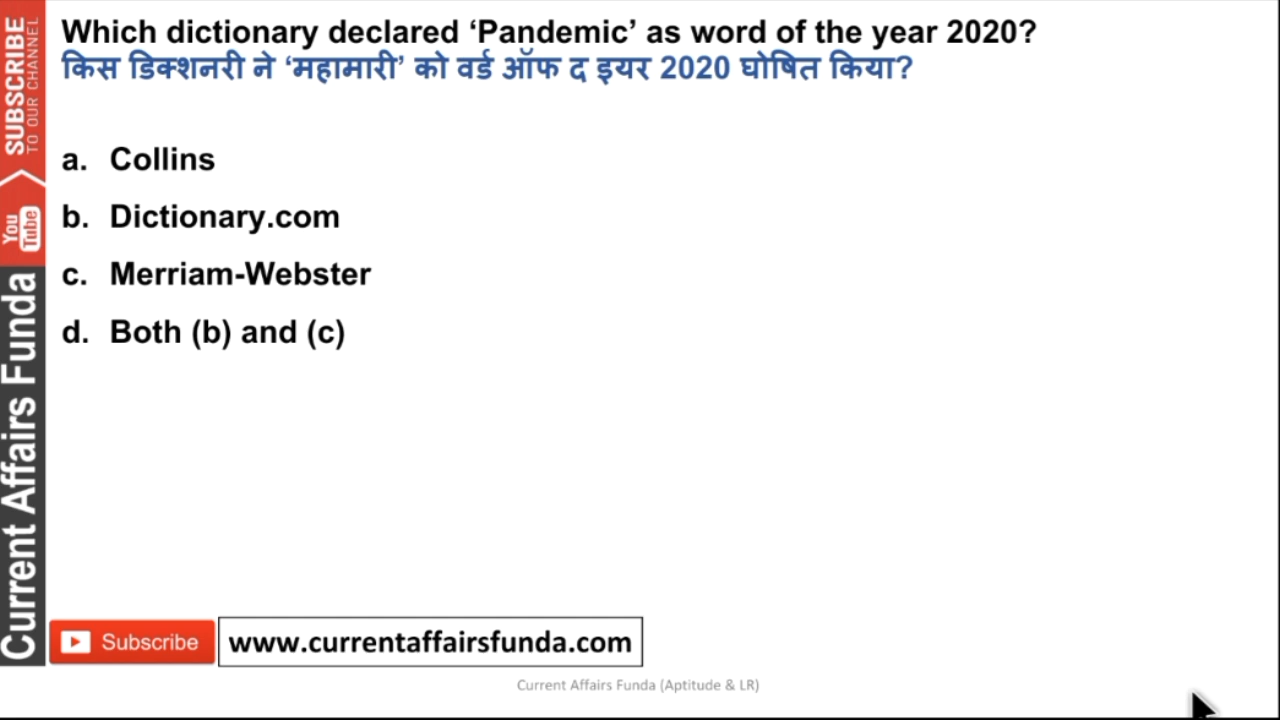 Which dictionary declared ‘Pandemic’ as word of the year 2020?
किस डिक्शनरी ने ‘महामारी’ को वर्ड ऑफ द इयर 2020 घोषित किया?
a. Collins
b. Dictionary.com
c. Merriam-Webster
d. Both (b) and (c)
SUBSCRIBE
TO OUR CHANNEL
You
Tube
Current Affairs Funda
Subscribe
www.currentaffairsfunda.com
Current Affairs Funda (Aptitude & LR)